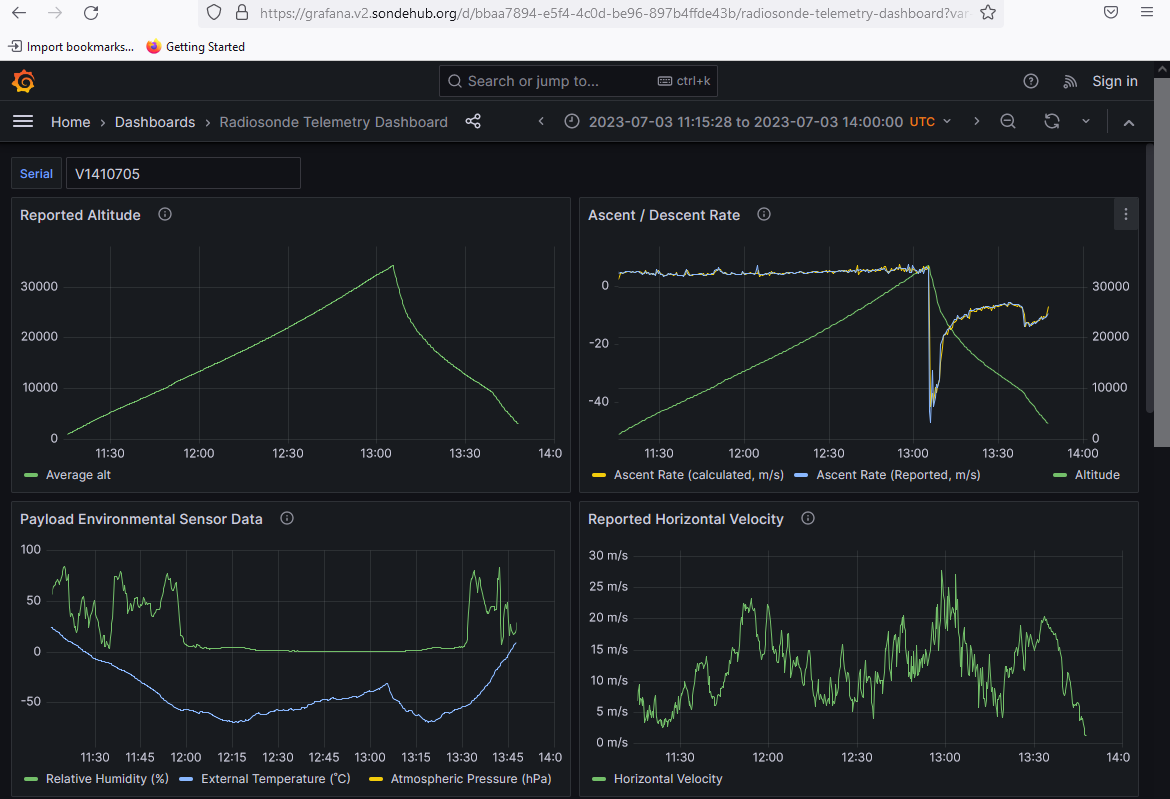 https://grafana.v2.sondehub.org/d/bbaa7894-e5f4-4c0d-be96-897b4ffde43b/radiosonde-telemetry-dashboard?var-
Import bookmarks... Getting Started
Search or jump to... ctrl+k Sign in
Home › Dashboards › Radiosonde Telemetry Dashboard 2023-07-03 11:15:28 to 2023-07-03 14:00:00 UTC
Serial V1410705
Reported Altitude
30000
20000
10000
0
11:30 12:00 12:30 13:00 13:30 14:0
Average alt
Ascent / Descent Rate
0
-20
-40
30000
20000
10000
0
11:30 12:00 12:30 13:00 13:30 14:00
Ascent Rate (calculated, m/s) Ascent Rate (Reported, m/s) Altitude
Payload Environmental Sensor Data
100
50
0
-50
11:30 11:45 12:00 12:15 12:30 12:45 13:00 13:15 13:30 13:45 14:0
Relative Humidity (%) External Temperature (˚C) Atmospheric Pressure (hPa)
Reported Horizontal Velocity
30 m/s
25 m/s
20 m/s
15 m/s
10 m/s
5 m/s
0 m/s
11:30 12:00 12:30 13:00 13:30 14:0
Horizontal Velocity